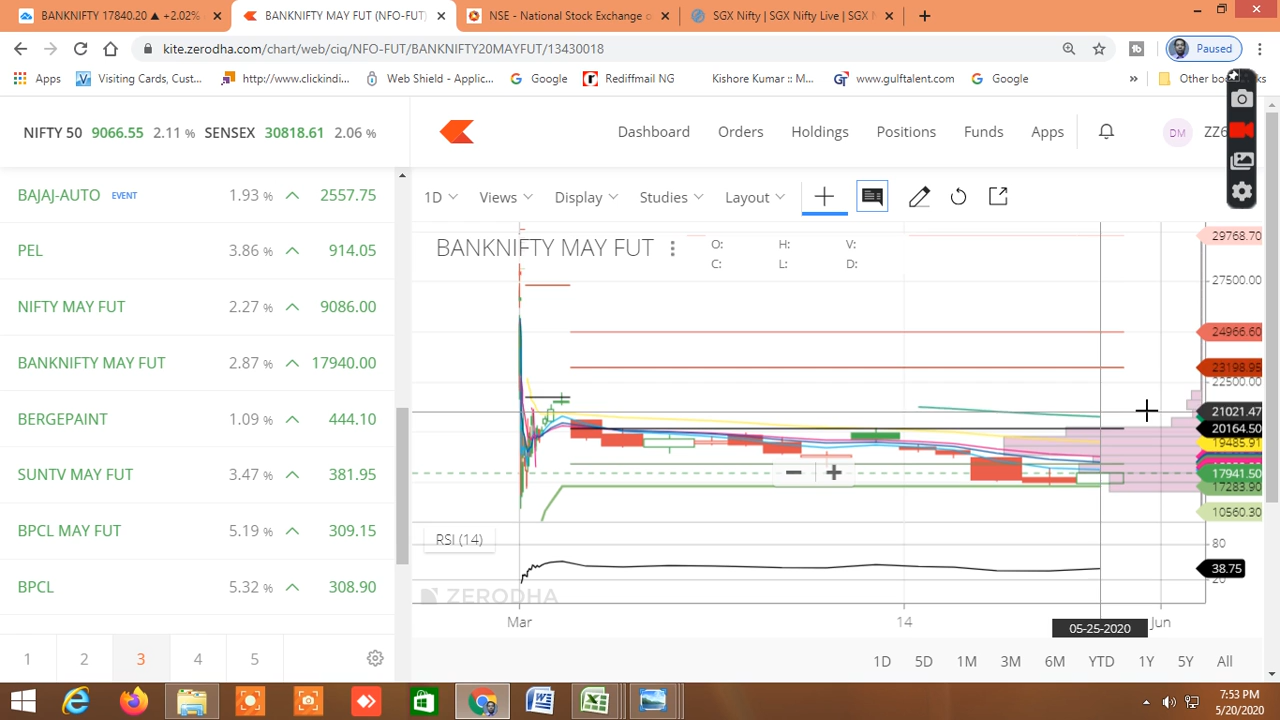 BANKNIFTY 17840.20 ▲ +2.02% ×
BANKNIFTY MAY FUT (NFO-FUT) ×
NSE - National Stock Exchange o ×
SGX Nifty | SGX Nifty Live | SGX N ×
kite.zerodha.com/chart/web/ciq/NFO-FUT/BANKNIFTY20MAYFUT/13430018
Paused
Apps
Visiting Cards, Cust...
http://www.clickindi...
Web Shield - Applic...
Google
Rediffmail NG
Kishore Kumar :: M...
www.gulftalent.com
Google
»
Other
NIFTY 50 9066.55 2.11 % SENSEX 30818.61 2.06 %
Dashboard
Orders
Holdings
Positions
Funds
Apps
DM
ZZ6
BAJAJ-AUTO EVENT 1.93 % 2557.75
PEL 3.86 % 914.05
NIFTY MAY FUT 2.27 % 9086.00
BANKNIFTY MAY FUT 2.87 % 17940.00
BERGEPAINT 1.09 % 444.10
SUNTV MAY FUT 3.47 % 381.95
BPCL MAY FUT 5.19 % 309.15
BPCL 5.32 % 308.90
1 2 3 4 5
1D Views Display Studies Layout
BANKNIFTY MAY FUT
O: H: V:
C: L: D:
29768.70
27500.00
24966.60
23198.95
22500.00
21021.47
20164.50
19485.91
17941.50
17283.90
10560.30
RSI (14)
80
38.75
20
ZERODHA
Mar 14 05-25-2020 Jun
1D 5D 1M 3M 6M YTD 1Y 5Y All
7:53 PM
5/20/2020